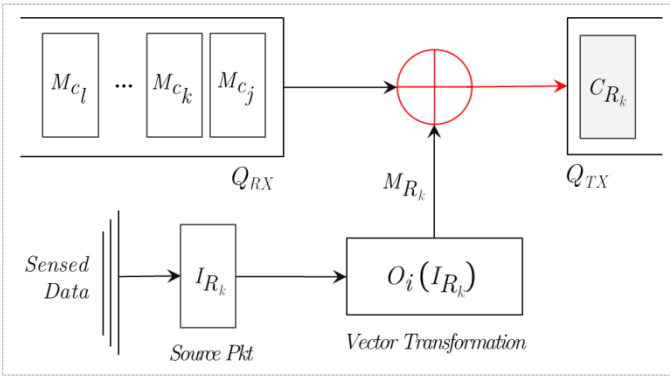 M_{c_l} ... M_{c_k} M_{c_j}
Q_{RX}
C_{R_k}
Q_{TX}
M_{R_k}
Sensed
Data
I_{R_k}
O_i(I_{R_k})
Source Pkt
Vector Transformation